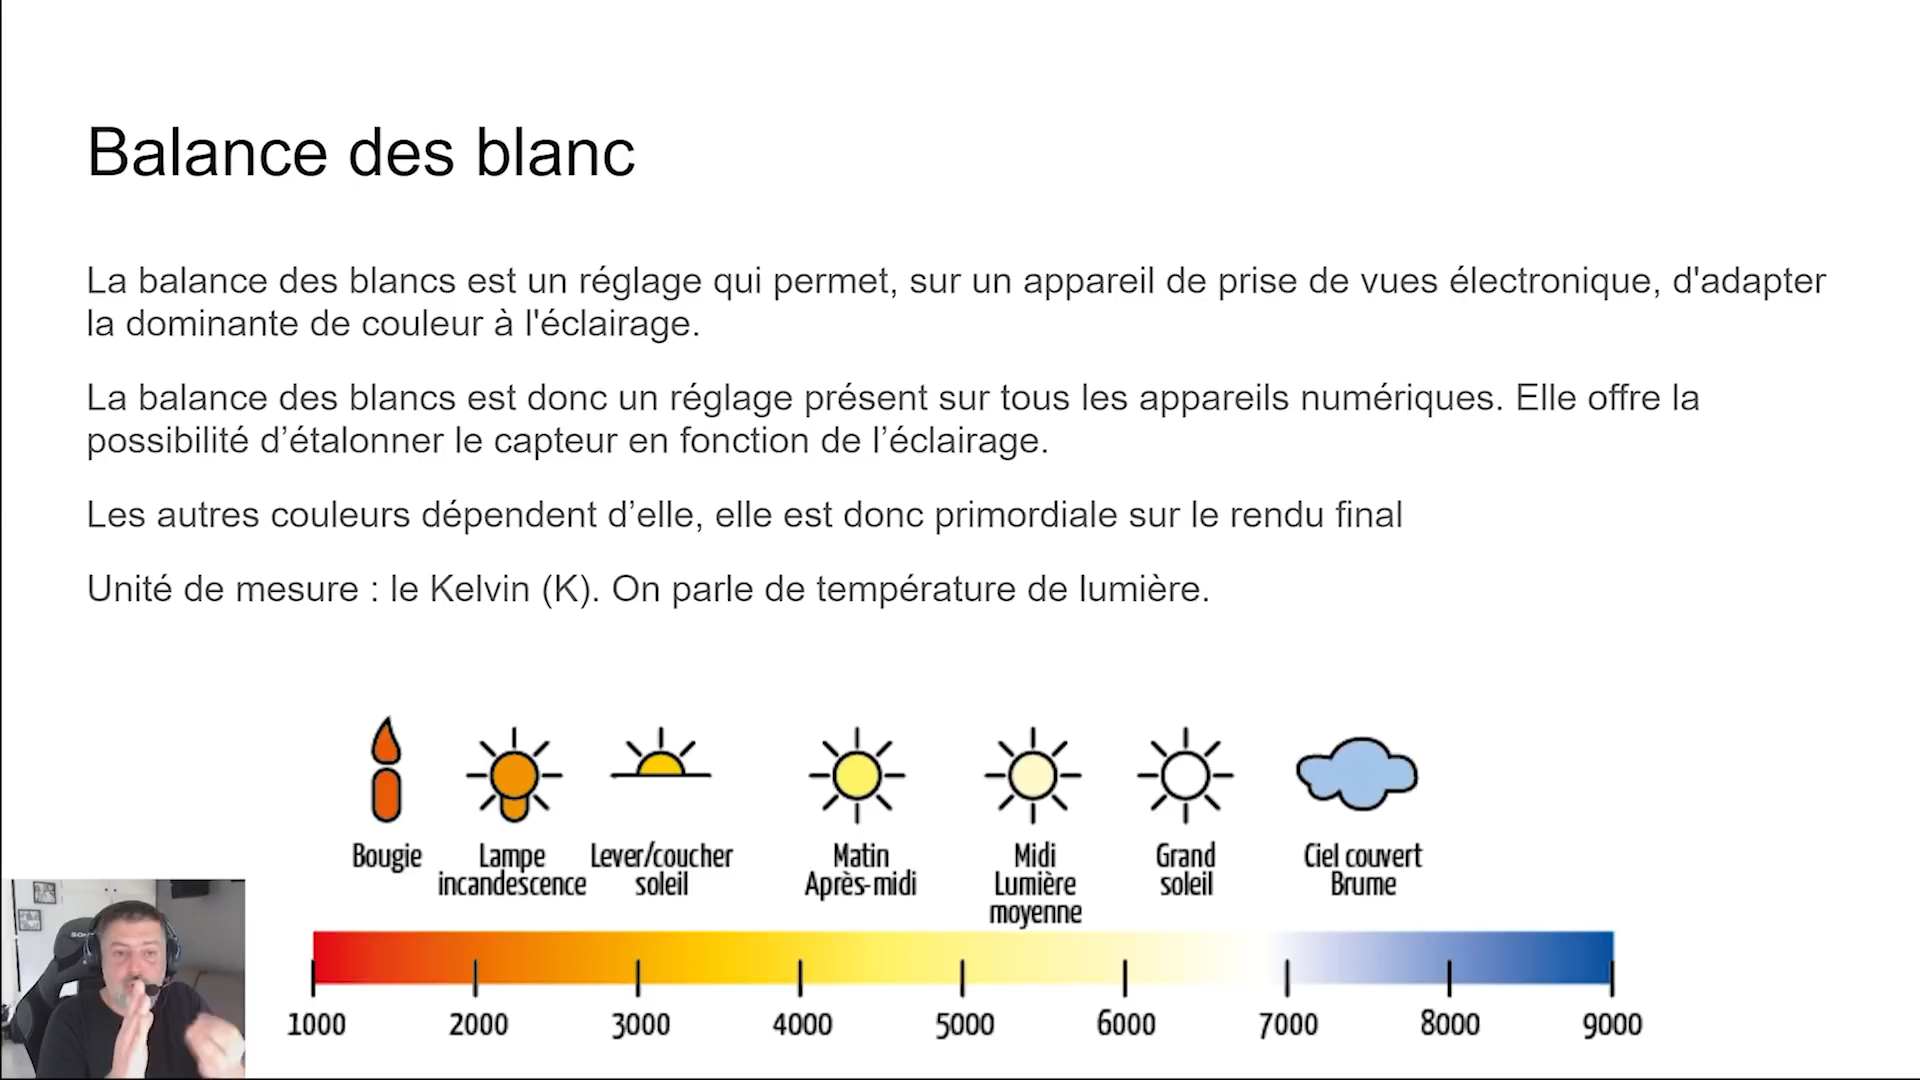 Balance des blanc
La balance des blancs est un réglage qui permet, sur un appareil de prise de vues électronique, d'adapter
la dominante de couleur à l'éclairage.
La balance des blancs est donc un réglage présent sur tous les appareils numériques. Elle offre la
possibilité d’étalonner le capteur en fonction de l’éclairage.
Les autres couleurs dépendent d’elle, elle est donc primordiale sur le rendu final
Unité de mesure : le Kelvin (K). On parle de température de lumière.
Bougie
Lampe
incandescence
Lever/coucher
soleil
Matin
Après-midi
Midi
Lumière
moyenne
Grand
soleil
Ciel couvert
Brume
1000 2000 3000 4000 5000 6000 7000 8000 9000